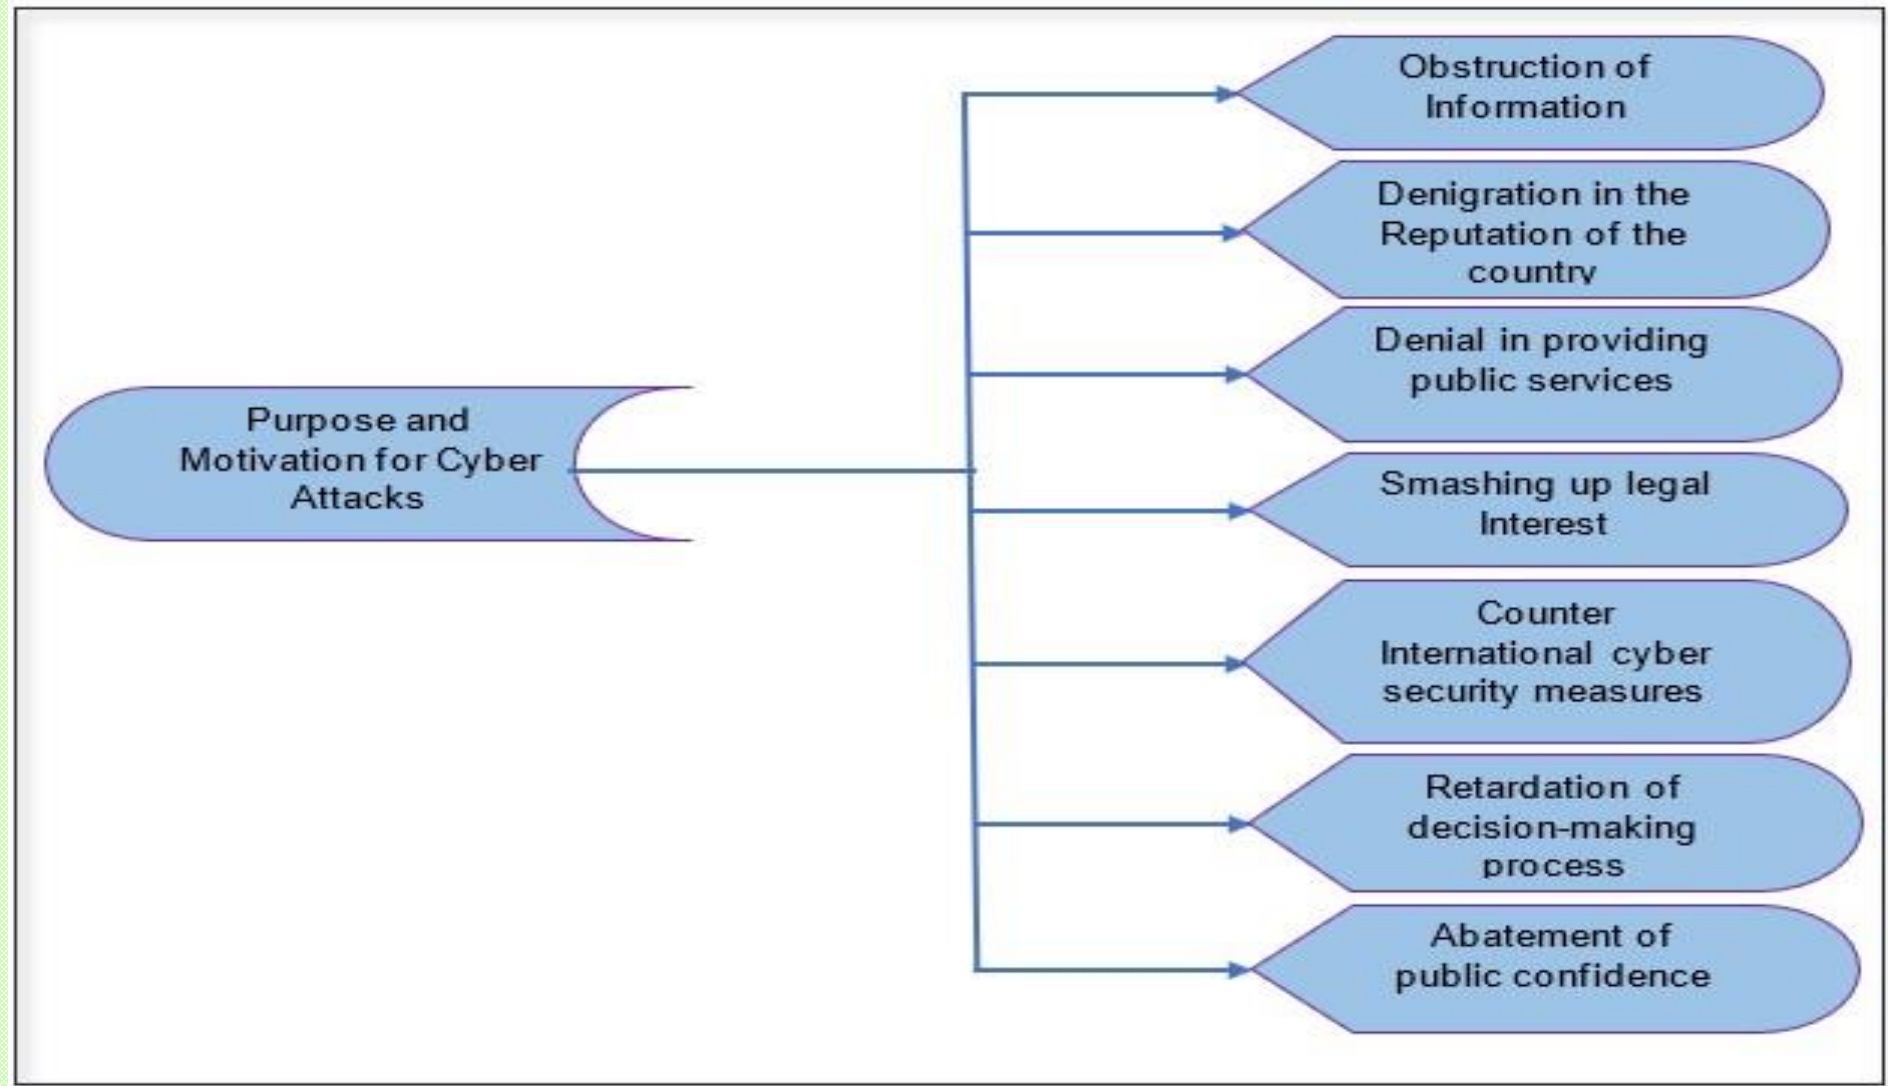 Purpose and
Motivation for Cyber
Attacks
Obstruction of
Information
Denigration in the
Reputation of the
country
Denial in providing
public services
Smashing up legal
Interest
Counter
International cyber
security measures
Retardation of
decision-making
process
Abatement of
public confidence